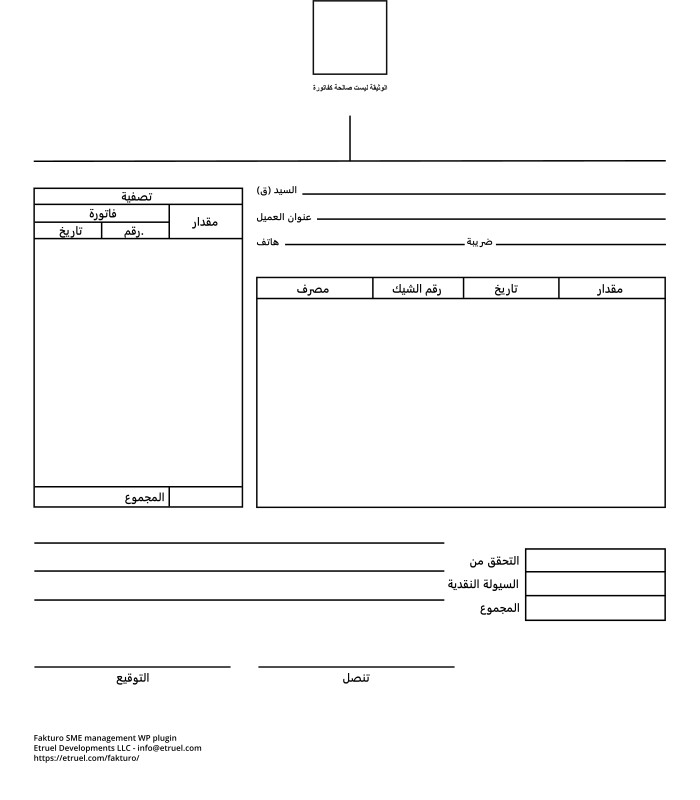 الوثيقة ليست صالحة كفاتورة
السيد (ق)
عنوان العميل
هاتف
ضريبة
تصفية
فاتورة
مقدار
تاريخ
رقم.
المجموع
مصرف
رقم الشيك
تاريخ
مقدار
التحقق من
السيولة النقدية
المجموع
التوقيع
تنصل
Fakturo SME management WP plugin
Etruel Developments LLC - info@etruel.com
https://etruel.com/fakturo/